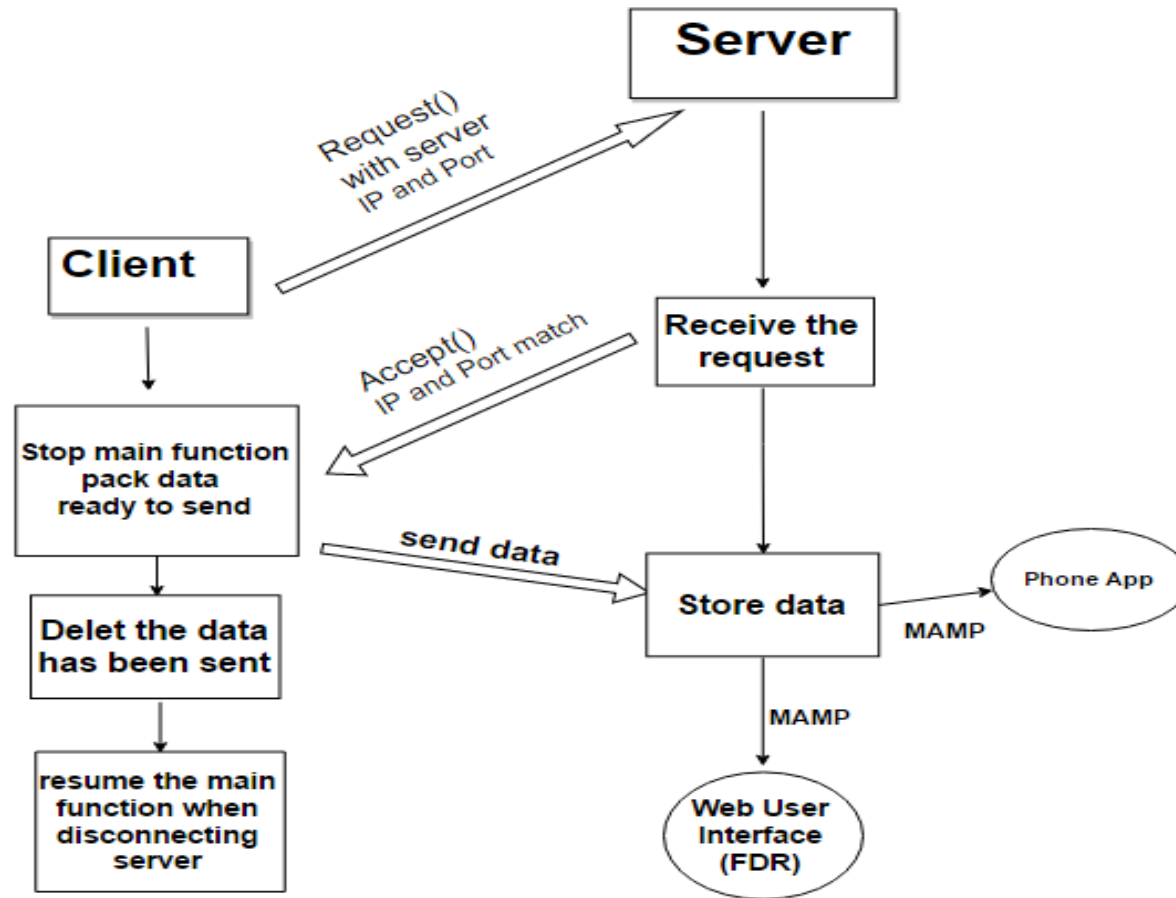 Server
Request()
with server
IP and Port
Client
Receive the
request
Accept()
IP and Port match
Stop main function
pack data
ready to send
send data
Store data
Phone App
MAMP
Delet the data
has been sent
MAMP
resume the main
function when
disconnecting
server
Web User
Interface
(FDR)